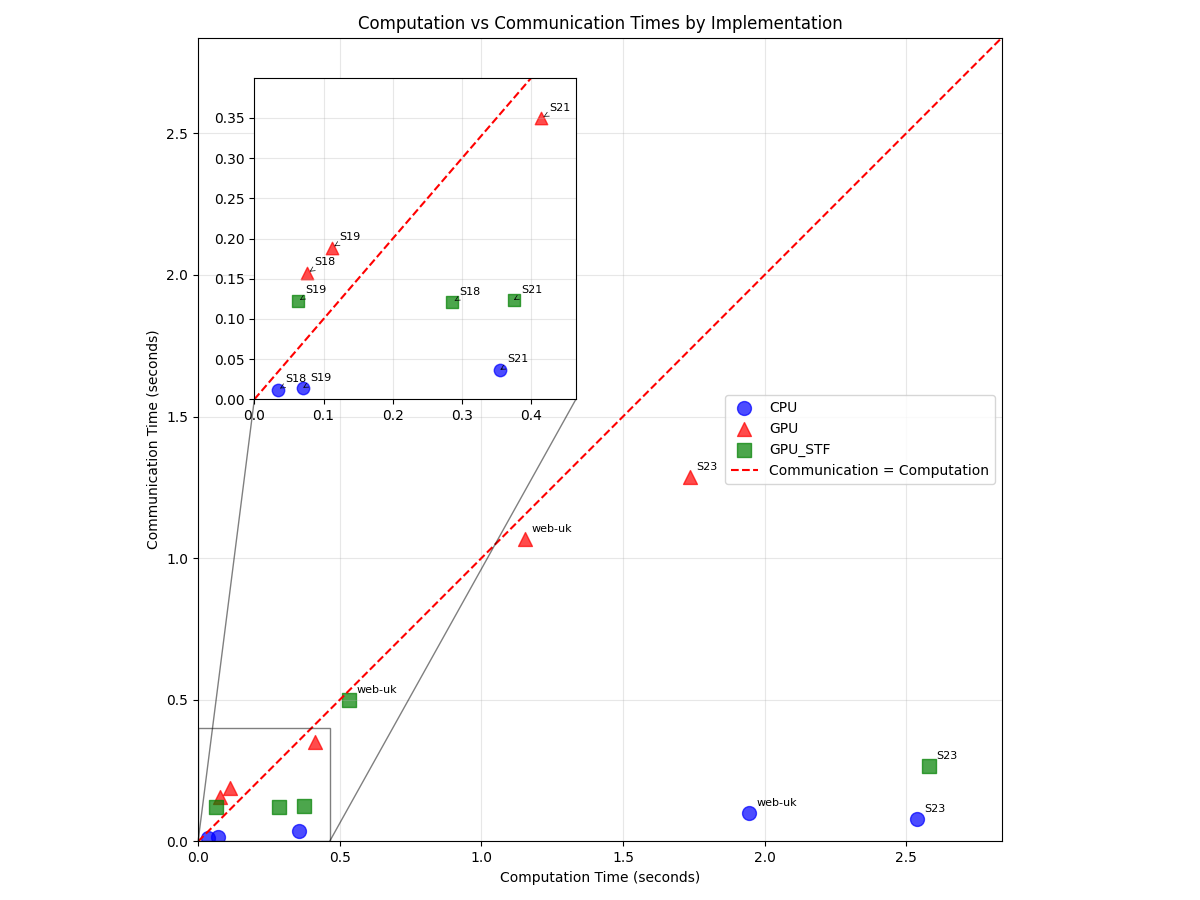 Computation vs Communication Times by Implementation
Communication Time (seconds)
2.5
2.0
1.5
1.0
0.5
0.0
0.35
0.30
0.25
0.20
0.15
0.10
0.05
0.00
S21
S19
S18
S19
S18
S21
S21
S18
S19
0.0 0.1 0.2 0.3 0.4
CPU
GPU
GPU_STF
Communication = Computation
S23
web-uk
web-uk
S23
web-uk
S23
0.0 0.5 1.0 1.5 2.0 2.5
Computation Time (seconds)